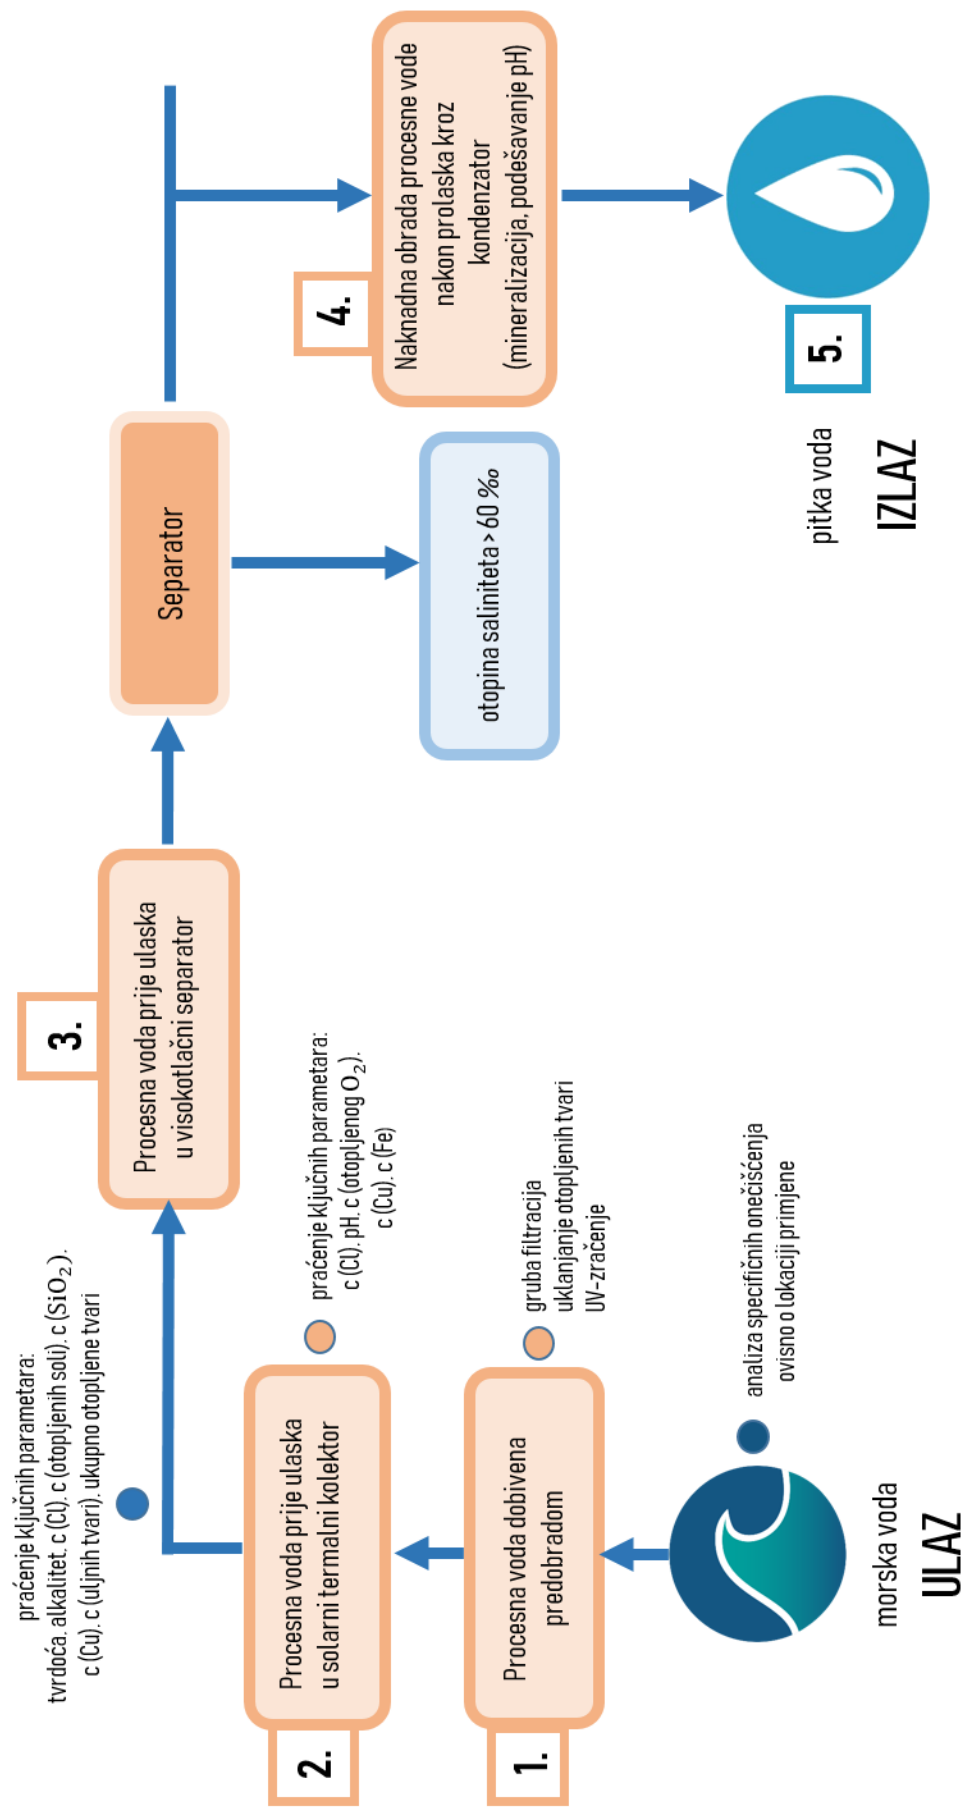 praćenje ključnih parametara:
tvrdoća. alkalitet. c (Cl). c (otopljenih soli). c (SiO₂).
c (Cu). c (uljnih tvari). ukupno otopljene tvari
3.
Procesna voda prije ulaska
u visokotlačni separator
Separator
2.
Procesna voda prije ulaska
u solarni termalni kolektor
praćenje ključnih parametara:
c (Cl). pH. c (otopljenog O₂).
c (Cu). c (Fe)
4.
Naknadna obrada procesne vode
nakon prolaska kroz
kondenzator
(mineralizacija, podešavanje pH)
otopina saliniteta > 60 ‰
1.
Procesna voda dobivena
predobradom
gruba filtracija
uklanjanje otopljenih tvari
UV-zračenje
analiza specifičnih onečišćenja
ovisno o lokaciji primjene
morska voda
ULAZ
5.
pitka voda
IZLAZ